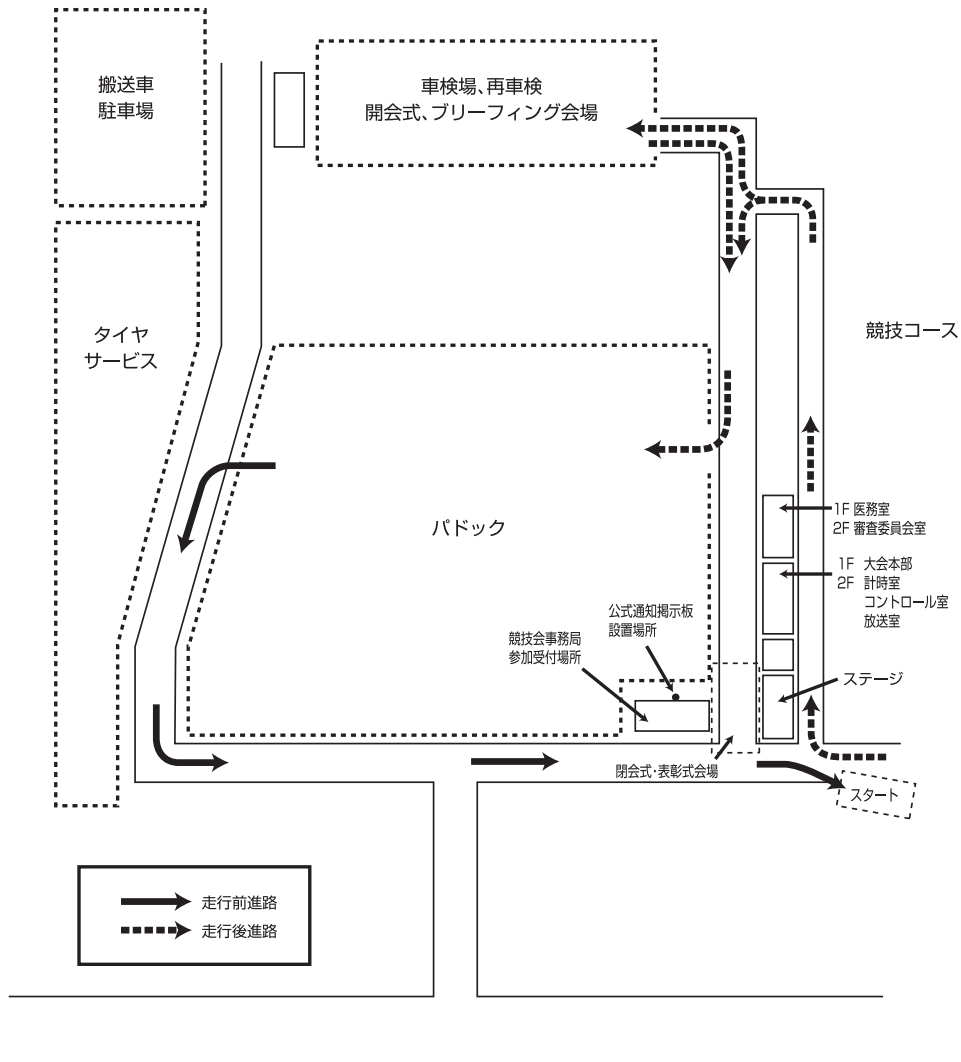 搬送車
駐車場
車検場、再車検
開会式、ブリーフィング会場
タイヤ
サービス
競技コース
パドック
1F 医務室
2F 審査委員会室
1F 大会本部
2F 計時室
コントロール室
放送室
公式通知掲示板
設置場所
競技会事務局
参加受付場所
ステージ
閉会式・表彰式会場
スタート
走行前進路
走行後進路